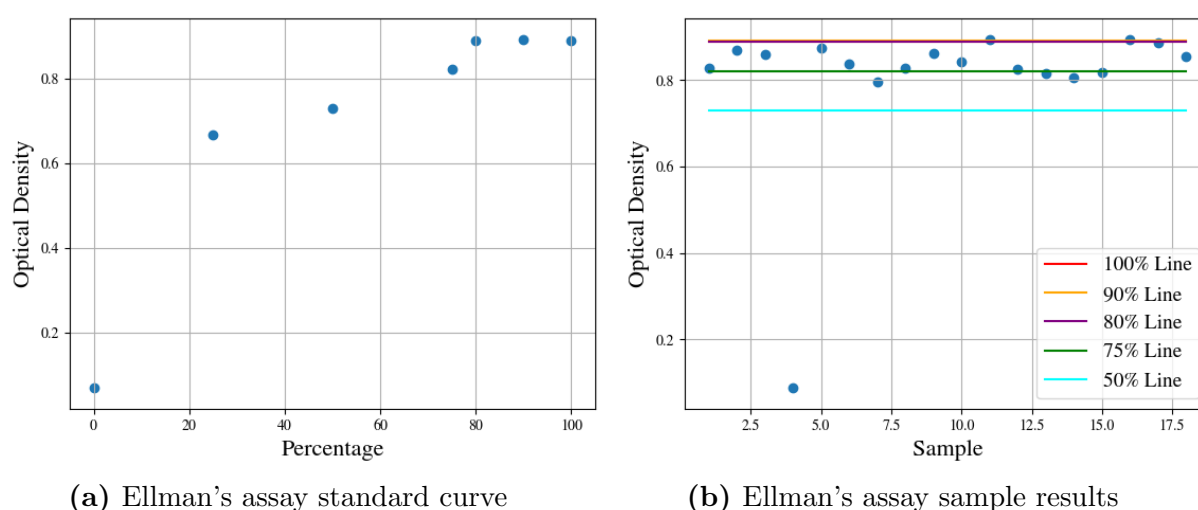 0.8
0.6
0.4
0.2
Optical Density
0 20 40 60 80 100
Percentage
(a) Ellman's assay standard curve
0.8
0.6
0.4
0.2
Optical Density
2.5 5.0 7.5 10.0 12.5 15.0 17.5
Sample
100% Line
90% Line
80% Line
75% Line
50% Line
(b) Ellman's assay sample results